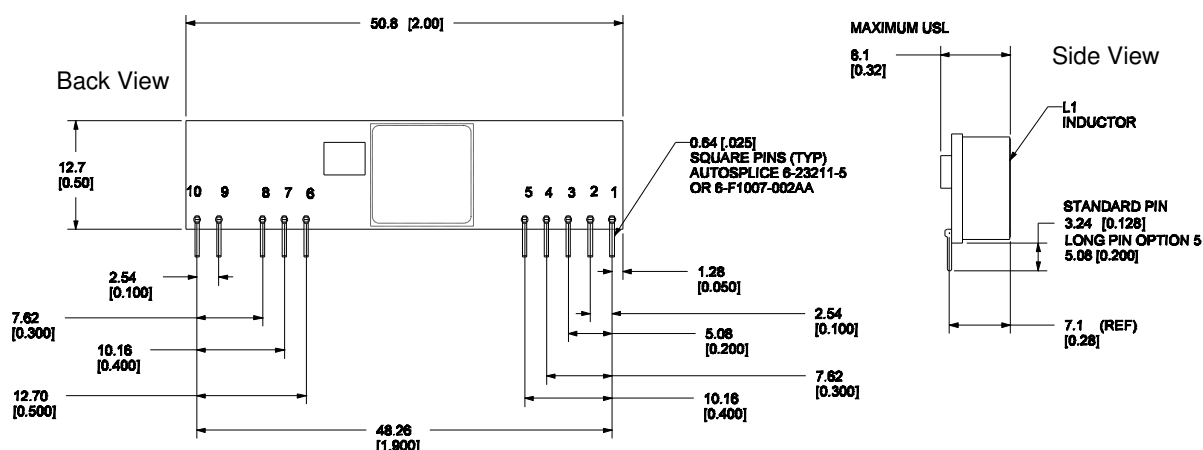 50.8 [2.00]
Back View
12.7
[0.50]
10 9 8 7 6
5 4 3 2 1
0.64 [.025]
SQUARE PINS (TYP)
AUTOSPLICE 6-23211-5
OR 6-F1007-002AA
2.54
[0.100]
7.62
[0.300]
10.16
[0.400]
12.70
[0.500]
48.26
[1.900]
1.28
[0.050]
2.54
[0.100]
5.08
[0.200]
7.62
[0.300]
10.16
[0.400]
MAXIMUM USL
8.1
[0.32]
Side View
L1
INDUCTOR
STANDARD PIN
3.24 [0.128]
LONG PIN OPTION 5
5.08 [0.200]
7.1 (REF)
[0.28]